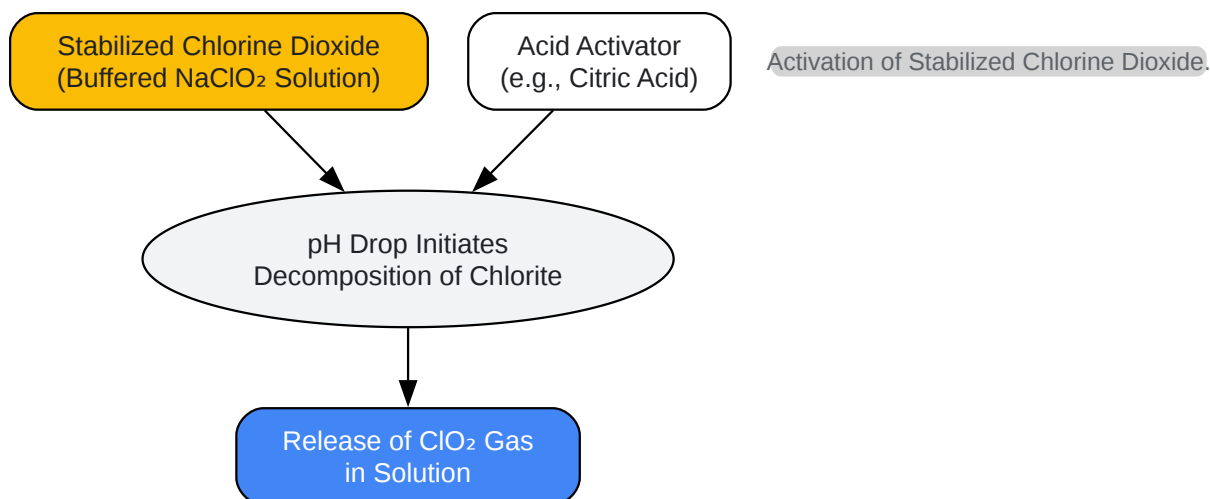 Stabilized Chlorine Dioxide
(Buffered NaClO₂ Solution)
Acid Activator
(e.g., Citric Acid)
Activation of Stabilized Chlorine Dioxide.
pH Drop Initiates
Decomposition of Chlorite
Release of ClO₂ Gas
in Solution